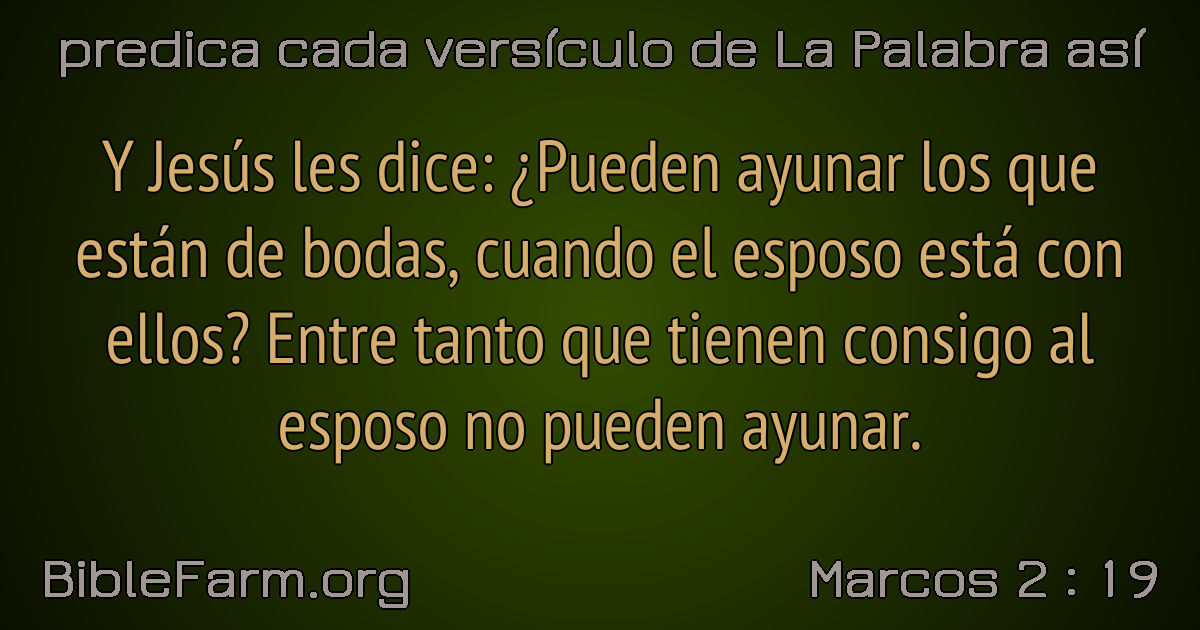 predica cada versículo de La Palabra así
Y Jesús les dice: ¿Pueden ayunar los que
están de bodas, cuando el esposo está con
ellos? Entre tanto que tienen consigo al
esposo no pueden ayunar.
BibleFarm.org
Marcos 2 : 19